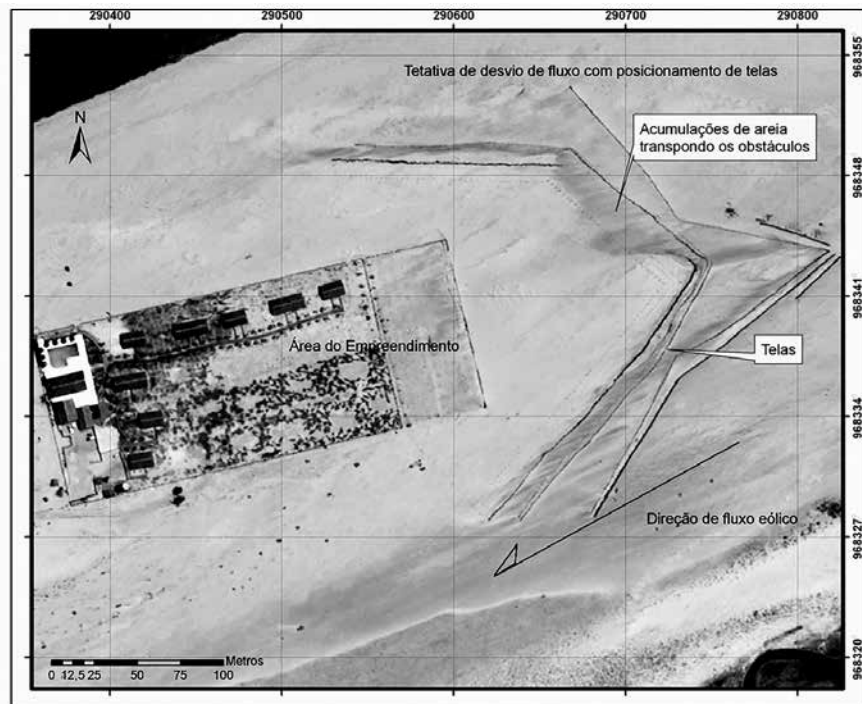 290400 290500 290600 290700 290800
968355
Tetativa de desvio de fluxo com posicionamento de telas
N
Acumulações de areia
transpondo os obstáculos
968348
968341
Área do Empreendimento
Telas
968334
Direção de fluxo eólico
968327
968320
Metros
0 12,5 25 50 75 100